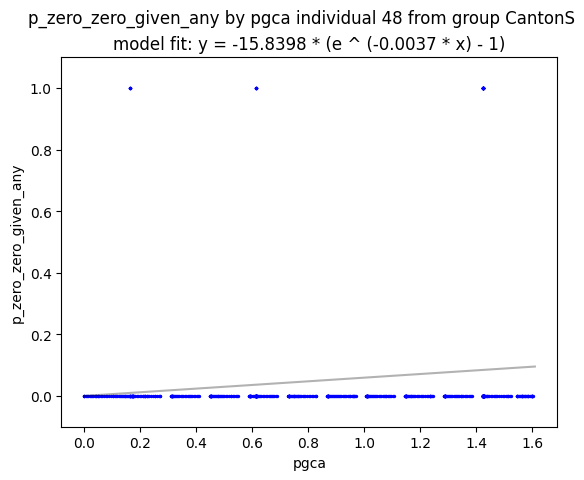 p_zero_zero_given_any by pgca individual 48 from group CantonS
model fit: y = -15.8398 * (e ^ (-0.0037 * x) - 1)
1.0
0.8
0.6
0.4
0.2
0.0
p_zero_zero_given_any
0.0 0.2 0.4 0.6 0.8 1.0 1.2 1.4 1.6
pgca